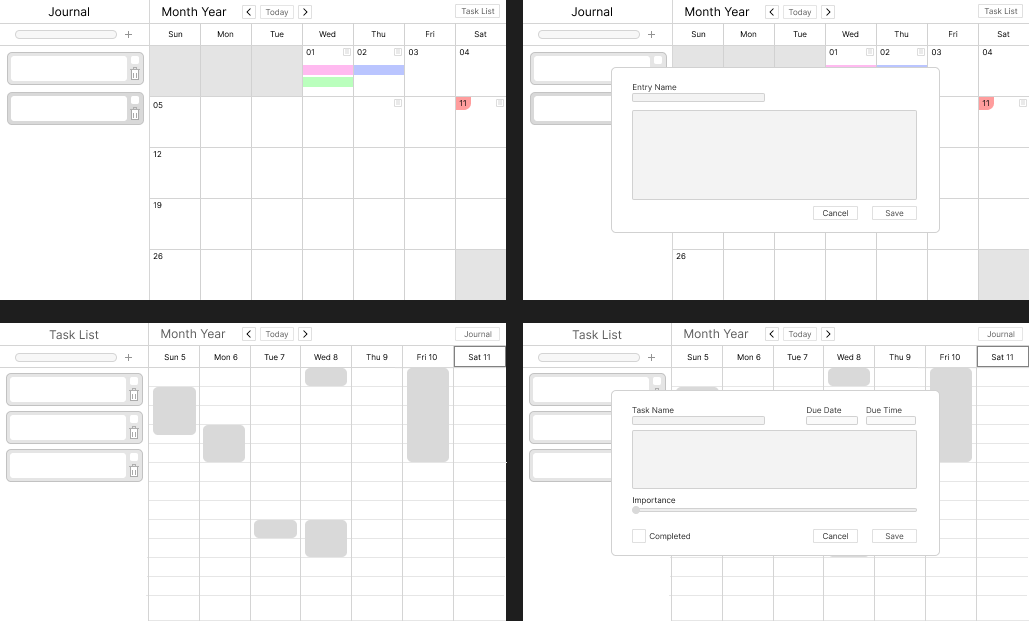 Journal
Month Year < Today > Task List
+ Sun Mon Tue Wed Thu Fri Sat
01 02 03 04
05 11
12
19
26
Journal
Month Year < Today > Task List
+ Sun Mon Tue Wed Thu Fri Sat
01 02 03 04
Entry Name
11
Cancel Save
26
Task List
Month Year < Today > Journal
+ Sun 5 Mon 6 Tue 7 Wed 8 Thu 9 Fri 10 Sat 11
Task List
Month Year < Today > Journal
+ Sun 5 Mon 6 Tue 7 Wed 8 Thu 9 Fri 10 Sat 11
Task Name Due Date Due Time
Importance
Completed Cancel Save